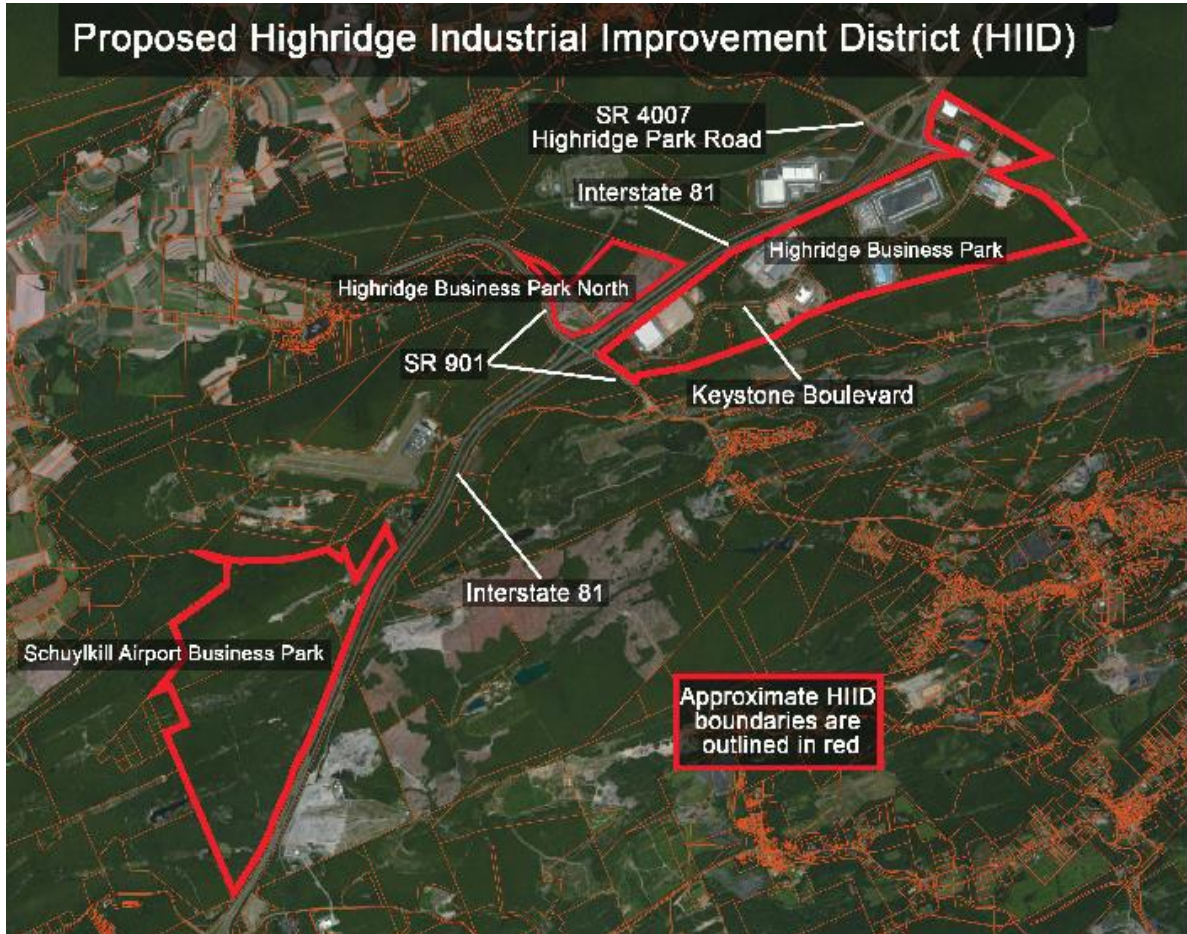 Proposed Highridge Industrial Improvement District (HIID)
SR 4007
Highridge Park Road
Interstate 81
Highridge Business Park
Highridge Business Park North
SR 901
Keystone Boulevard
Interstate 81
Schuylkill Airport Business Park
Approximate HIID
boundaries are
outlined in red